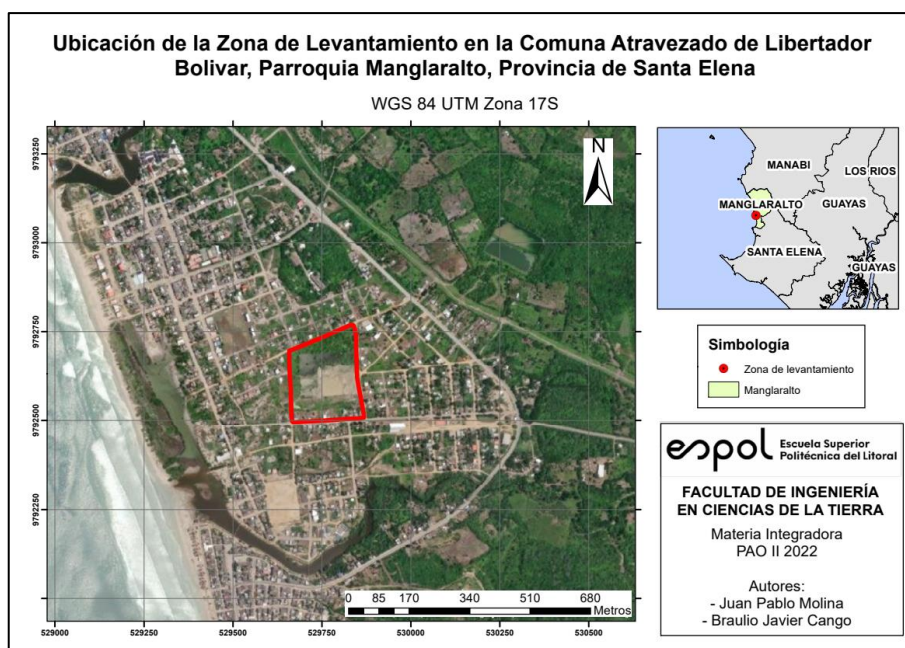 Ubicación de la Zona de Levantamiento en la Comuna Atravezado de Libertador
Bolivar, Parroquia Manglaralto, Provincia de Santa Elena
WGS 84 UTM Zona 17S
9793250
9793000
9792750
9792500
9792250
529000
529250
529500
529750
530000
530250
530500
N
0 85 170 340 510 680
Metros
MANABI
LOS RIOS
MANGLARALTO
GUAYAS
SANTA ELENA
GUAYAS
Simbología
Zona de levantamiento
Manglaralto
espol
Escuela Superior
Politécnica del Litoral
FACULTAD DE INGENIERÍA
EN CIENCIAS DE LA TIERRA
Materia Integradora
PAO II 2022
Autores:
- Juan Pablo Molina
- Braulio Javier Cango